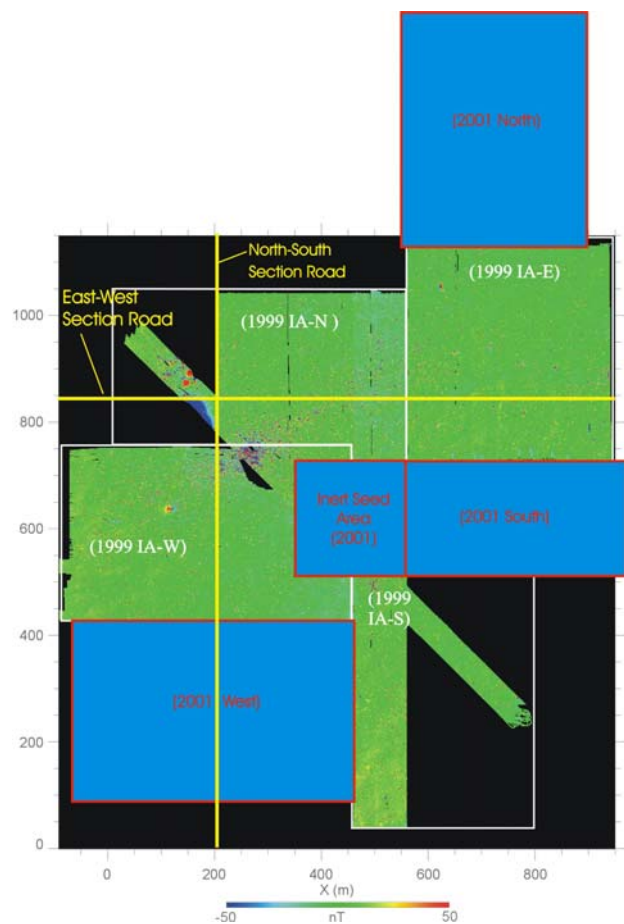 [2001 North]
North-South
Section Road
(1999 IA-E)
East-West
Section Road
(1999 IA-N )
1000
800
Inert Seed
Area
(2001)
[2001 South]
600
(1999 IA-W)
(1999
IA-S)
400
[2001 West]
200
0
0 200 400 600 800
X (m)
-50 nT 50